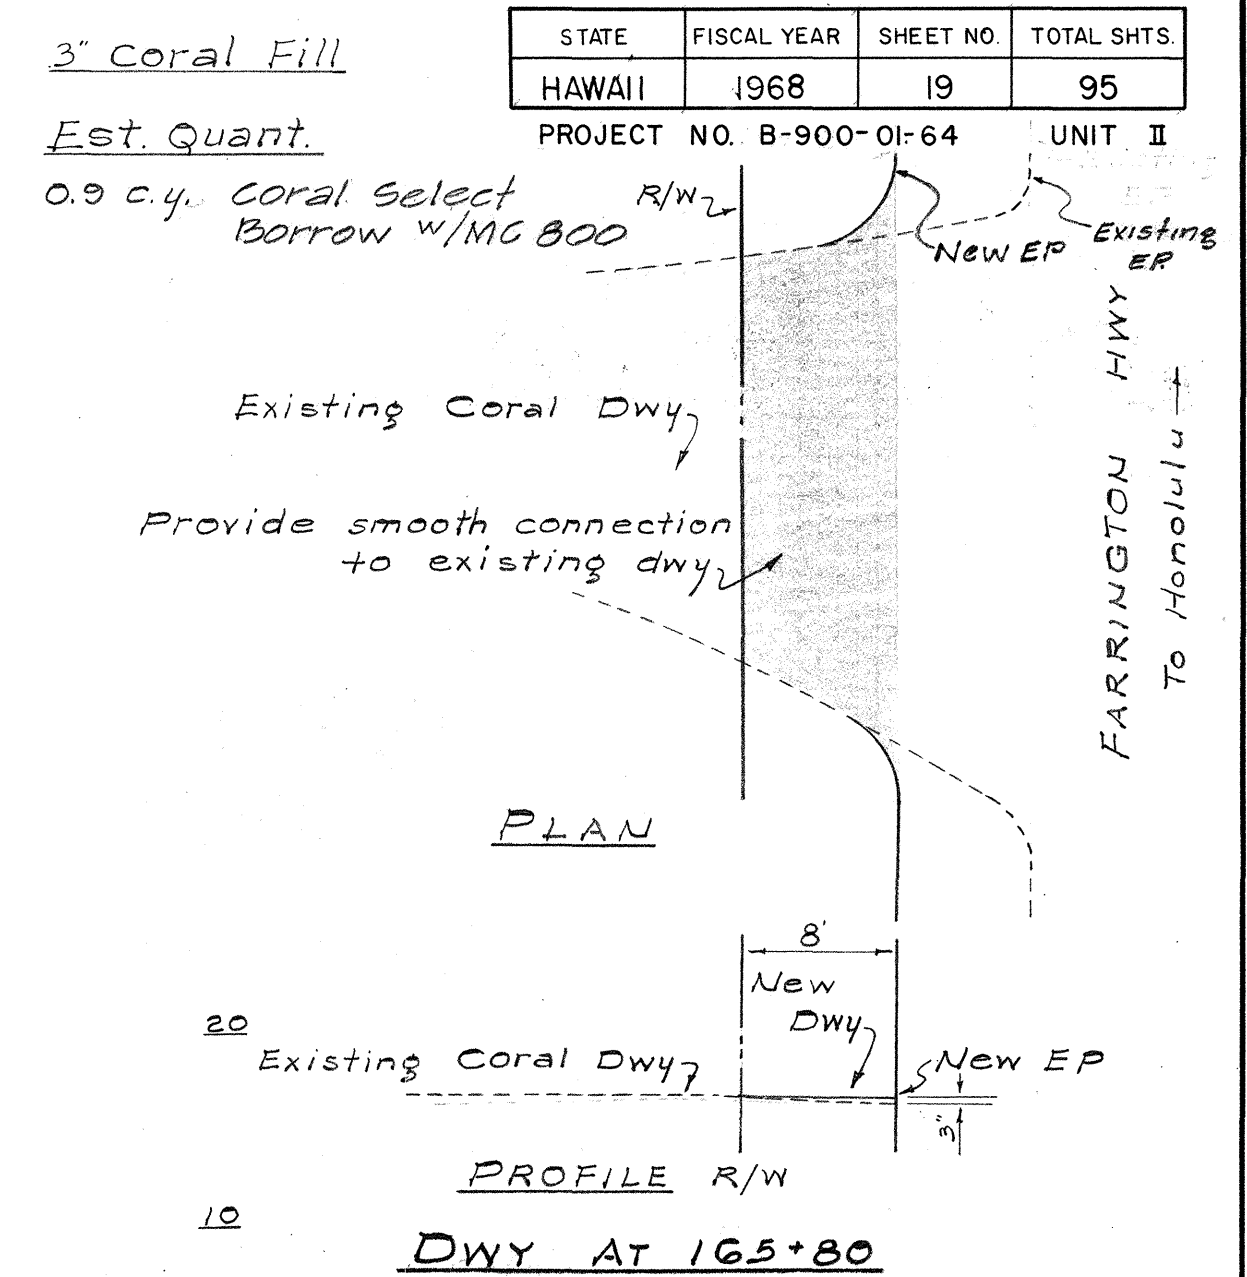 3" Coral Fill
STATE FISCAL YEAR SHEET NO. TOTAL SHTS.
HAWAII 1968 19 95
PROJECT NO. B-900-01-64 UNIT II
Est. Quant.
0.9 c.y. Coral Select
Borrow w/MC 800
R/W
New EP
Existing
EP.
Existing Coral Dwy
Provide smooth connection
to existing dwy
FARRINGTON HWY
To Honolulu
PLAN
8'
New
Dwy
20
Existing Coral Dwy
New EP
3"
PROFILE R/W
10
DWY AT 165+80